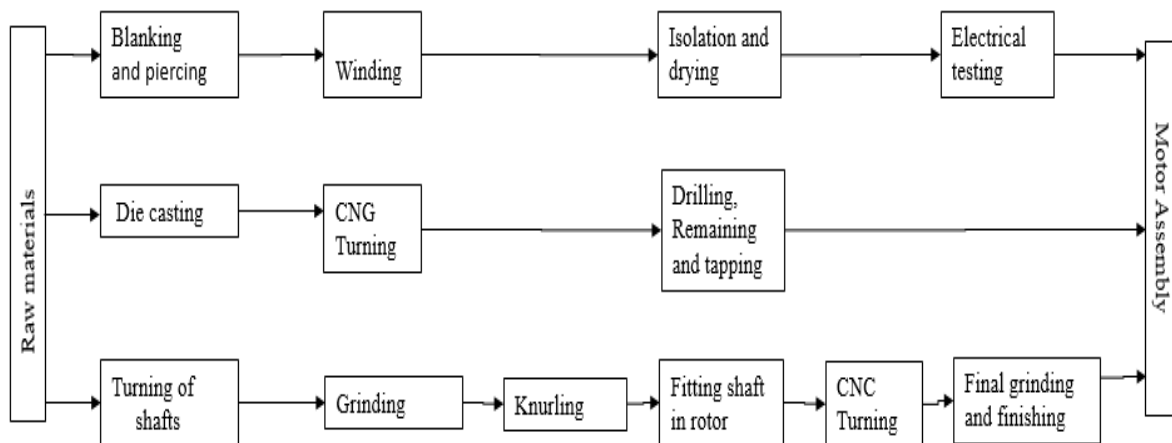 Raw materials
Blanking
and piercing
Winding
Isolation and
drying
Electrical
testing
Die casting
CNG
Turning
Drilling,
Remaining
and tapping
Turning of
shafts
Grinding
Knurling
Fitting shaft
in rotor
CNC
Turning
Final grinding
and finishing
Motor Assembly